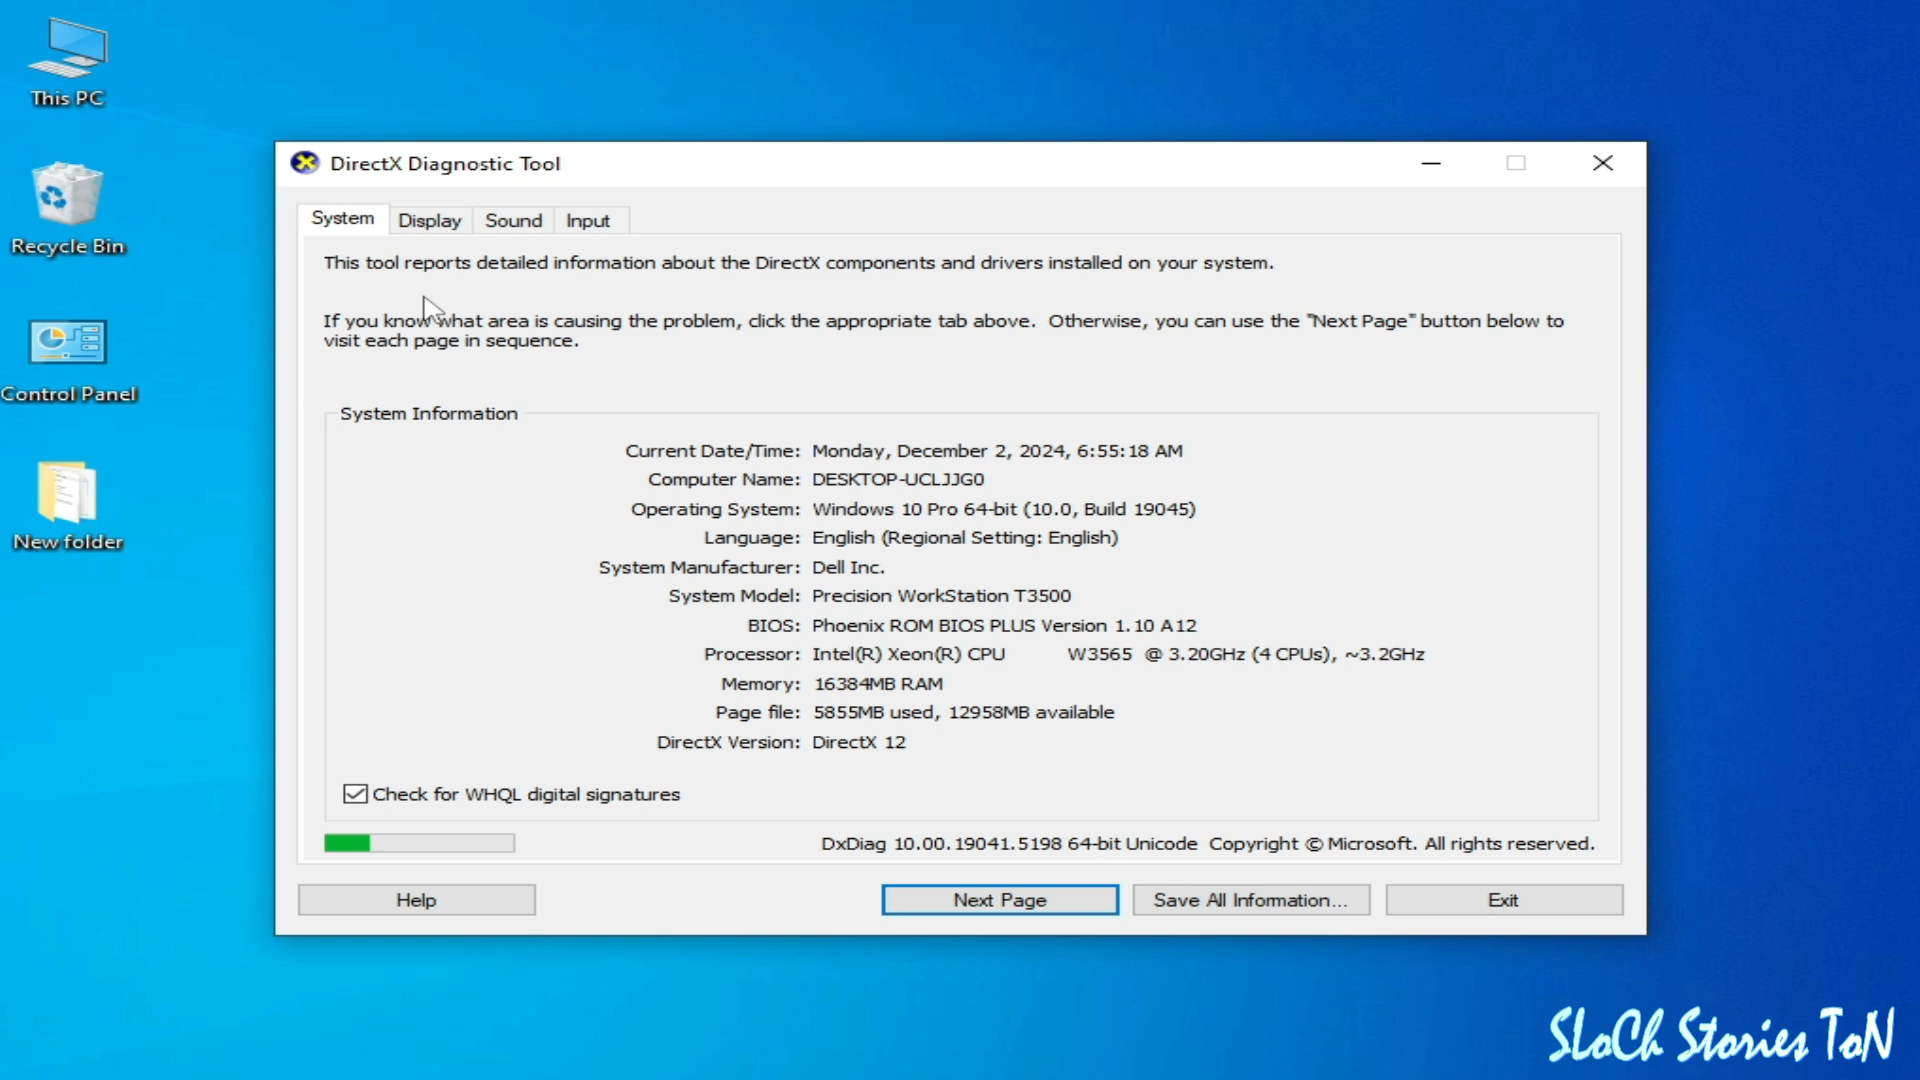 This PC
Recycle Bin
Control Panel
New folder
DirectX Diagnostic Tool
System Display Sound Input
This tool reports detailed information about the DirectX components and drivers installed on your system.
If you know what area is causing the problem, click the appropriate tab above. Otherwise, you can use the "Next Page" button below to
visit each page in sequence.
System Information
Current Date/Time: Monday, December 2, 2024, 6:55:18 AM
Computer Name: DESKTOP-UCLJJG0
Operating System: Windows 10 Pro 64-bit (10.0, Build 19045)
Language: English (Regional Setting: English)
System Manufacturer: Dell Inc.
System Model: Precision WorkStation T3500
BIOS: Phoenix ROM BIOS PLUS Version 1.10 A12
Processor: Intel(R) Xeon(R) CPU W3565 @ 3.20GHz (4 CPUs), ~3.2GHz
Memory: 16384MB RAM
Page file: 5855MB used, 12958MB available
DirectX Version: DirectX 12
Check for WHQL digital signatures
DxDiag 10.00.19041.5198 64-bit Unicode Copyright © Microsoft. All rights reserved.
Help Next Page Save All Information... Exit
SLoCh Stories ToN